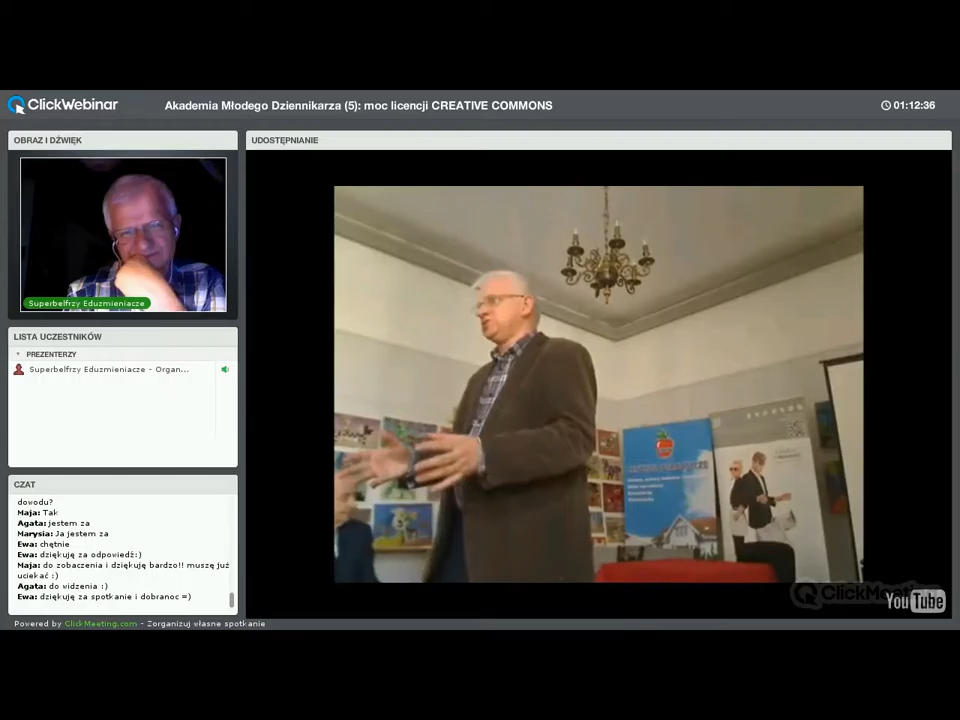 ClickWebinar
Akademia Młodego Dziennikarza (5): moc licencji CREATIVE COMMONS
01:12:36
OBRAZ I DŹWIĘK
Superbelfrzy Eduzmieniacze
LISTA UCZESTNIKÓW
PREZENTERZY
Superbelfrzy Eduzmieniacze - Organ...
CZAT
dowodu?
Maja: Tak
Agata: jestem za
Marysia: Ja jestem za
Ewa: chętnie
Ewa: dziękuję za odpowiedź:)
Maja: do zobaczenia i dziękuję bardzo!! muszę już
uciekać :)
Agata: do widzenia :)
Ewa: dziękuję za spotkanie i dobranoc =)
Powered by ClickMeeting.com - Zorganizuj własne spotkanie
UDOSTĘPNIANIE
ClickMeeting
YouTube